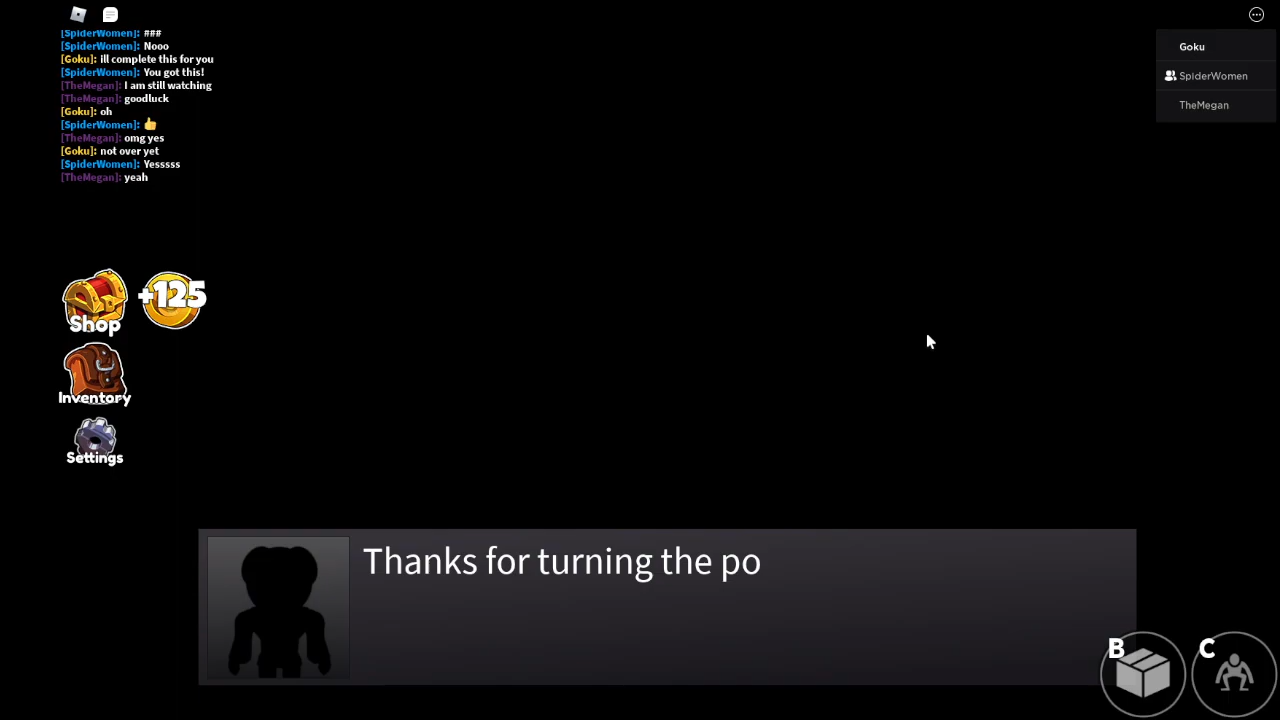 [SpiderWomen]: ###
[SpiderWomen]: Nooo
[Goku]: ill complete this for you
[SpiderWomen]: You got this!
[TheMegan]: I am still watching
[TheMegan]: goodluck
[Goku]: oh
[SpiderWomen]: 👍
[TheMegan]: omg yes
[Goku]: not over yet
[SpiderWomen]: Yesssss
[TheMegan]: yeah
Goku
SpiderWomen
TheMegan
+125
Shop
Inventory
Settings
Thanks for turning the po
B
C